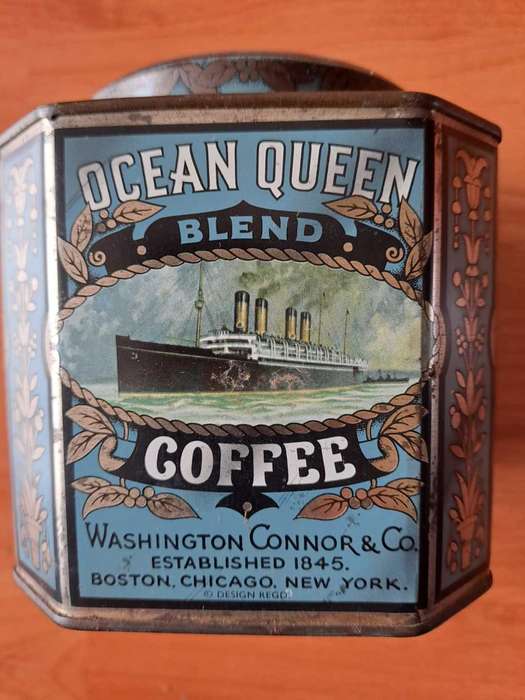 OCEAN QUEEN
BLEND
COFFEE
WASHINGTON CONNOR & CO.
ESTABLISHED 1845.
BOSTON, CHICAGO, NEW YORK.
© DESIGN REGD.